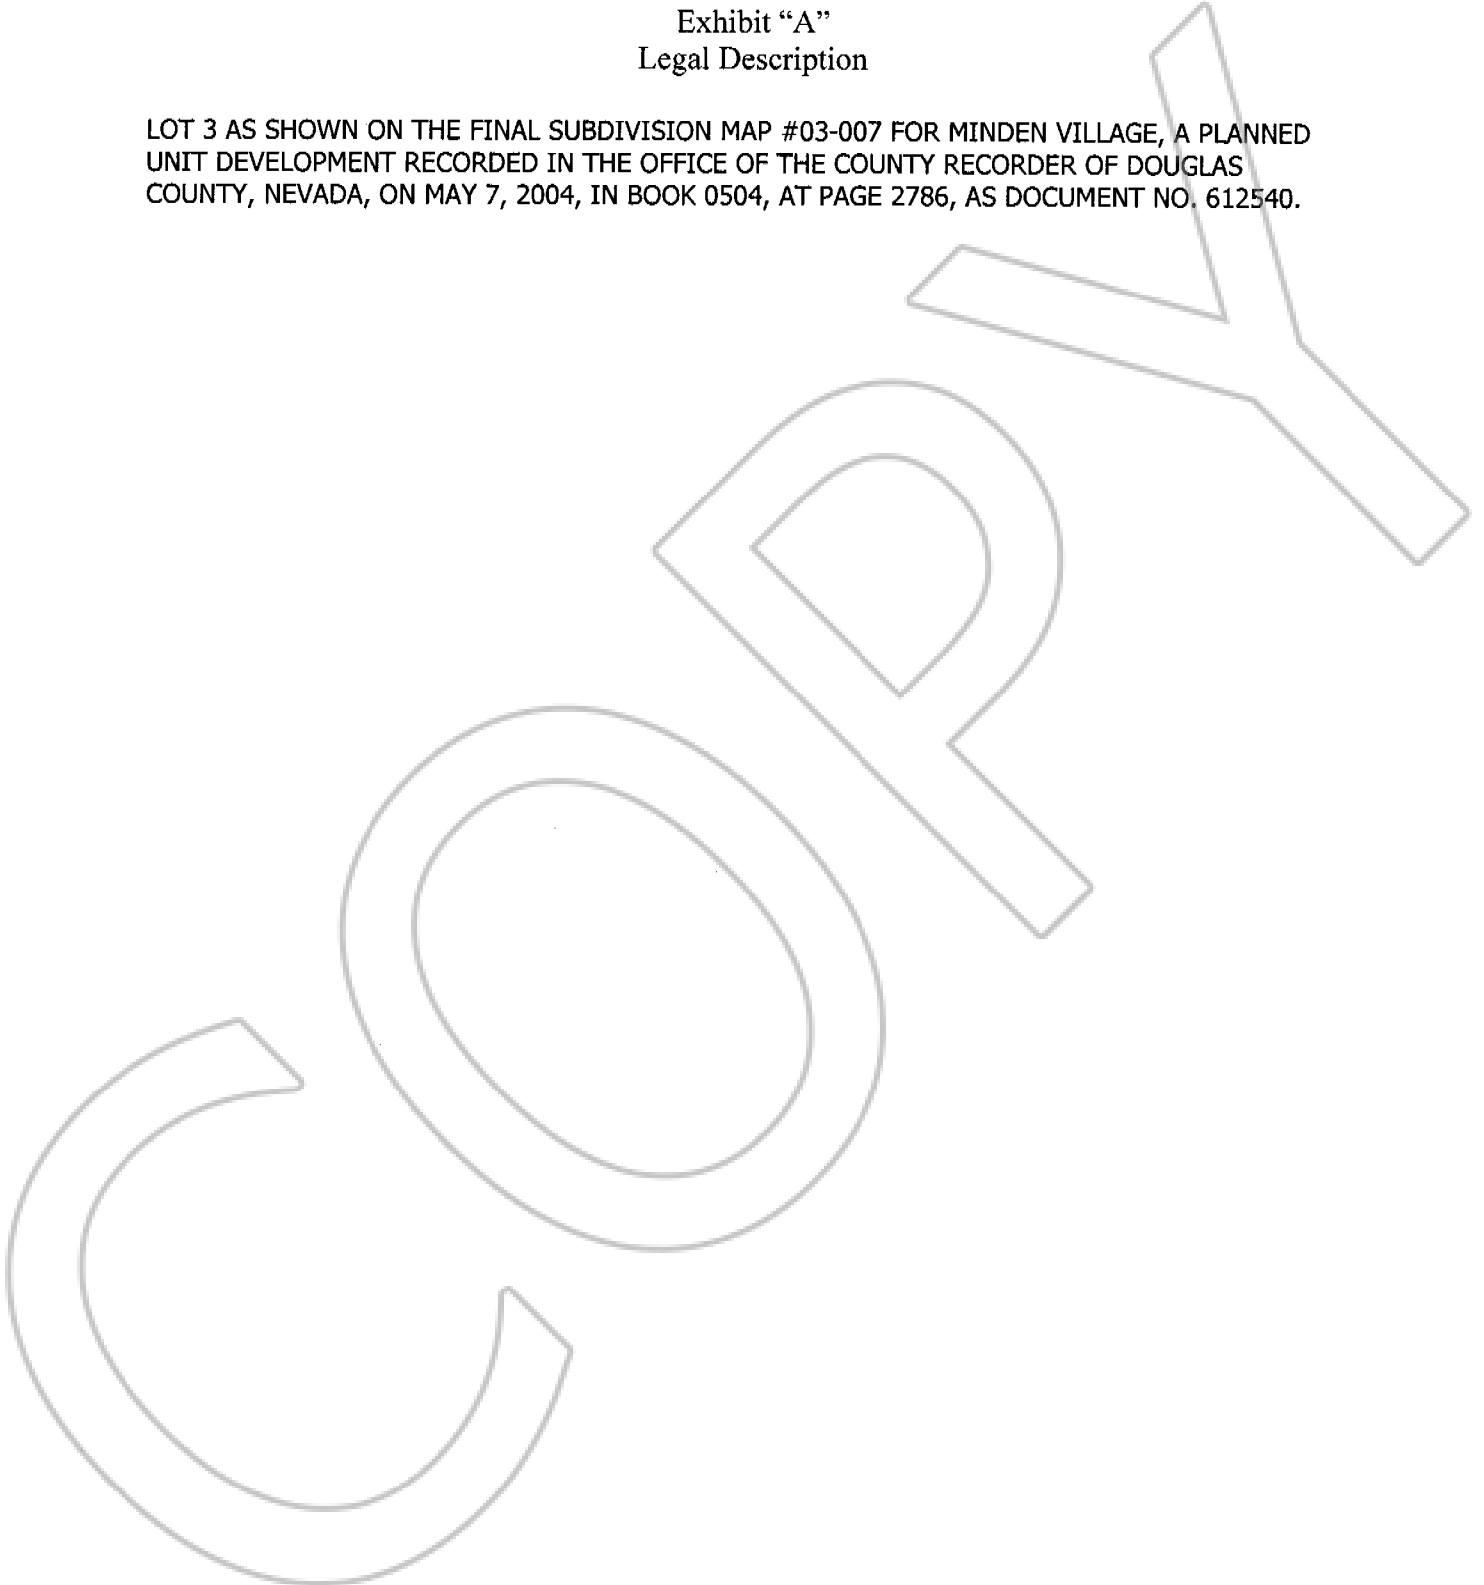 Exhibit “A”
Legal Description
LOT 3 AS SHOWN ON THE FINAL SUBDIVISION MAP #03-007 FOR MINDEN VILLAGE, A PLANNED
UNIT DEVELOPMENT RECORDED IN THE OFFICE OF THE COUNTY RECORDER OF DOUGLAS
COUNTY, NEVADA, ON MAY 7, 2004, IN BOOK 0504, AT PAGE 2786, AS DOCUMENT NO. 612540.
COPY